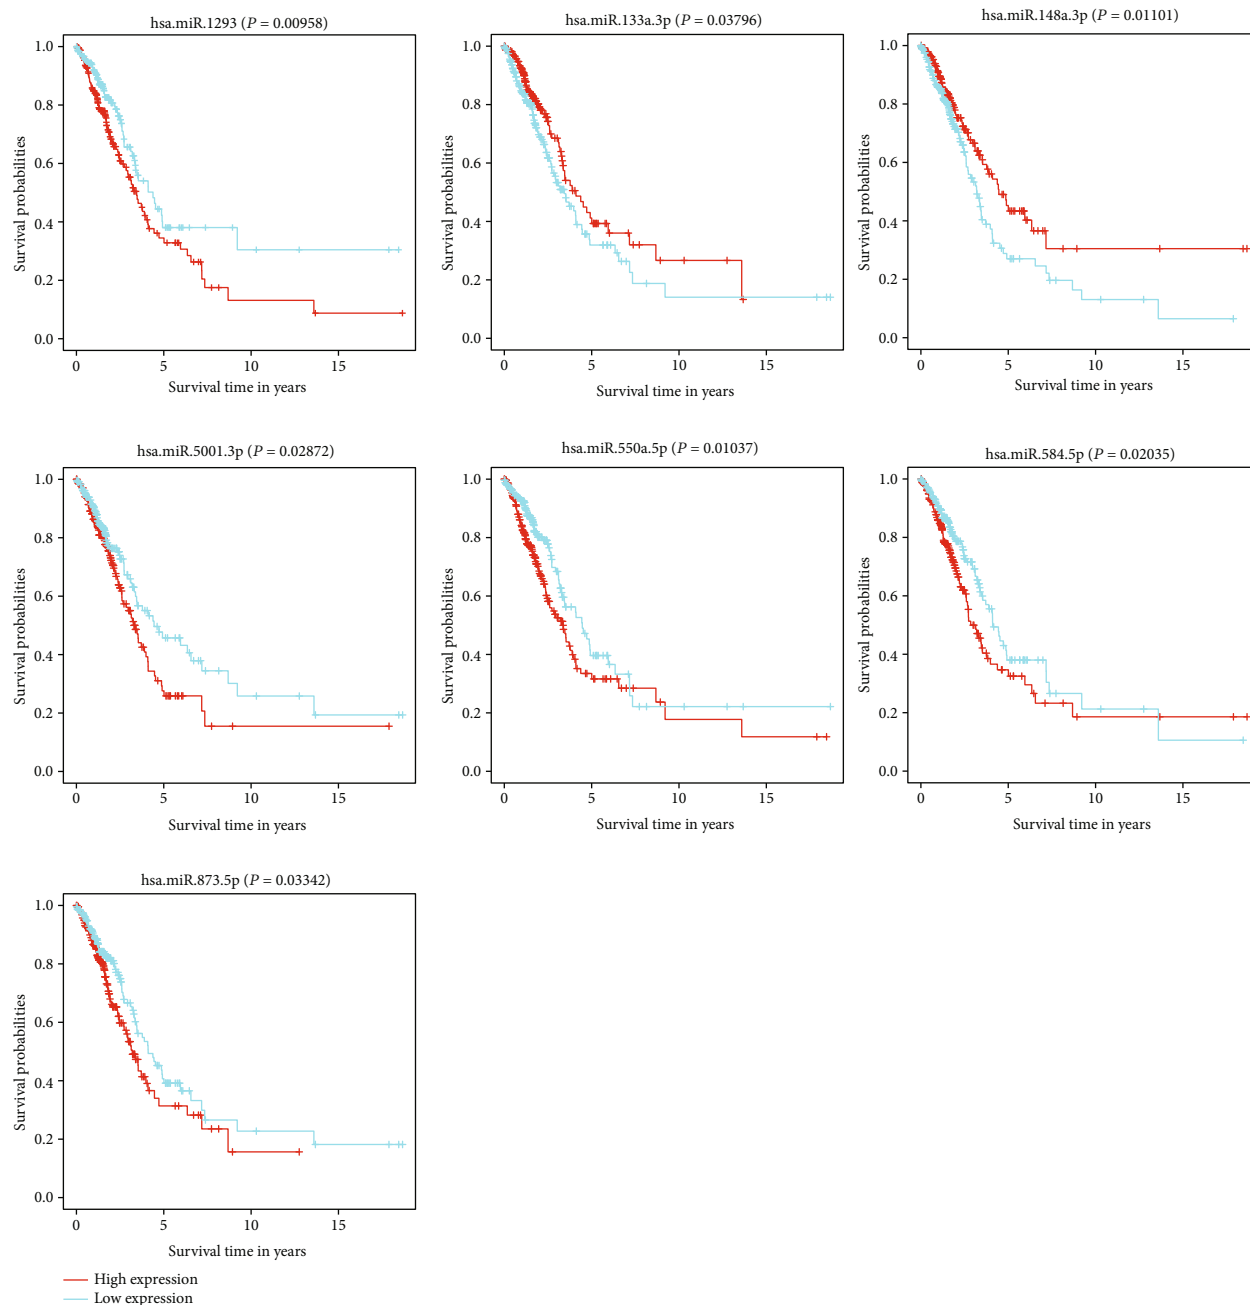 hsa.miR.1293 (P = 0.00958)
1.0
0.8
0.6
0.4
0.2
0.0
Survival probabilities
0 5 10 15
Survival time in years
hsa.miR.133a.3p (P = 0.03796)
1.0
0.8
0.6
0.4
0.2
0.0
Survival probabilities
0 5 10 15
Survival time in years
hsa.miR.148a.3p (P = 0.01101)
1.0
0.8
0.6
0.4
0.2
0.0
Survival probabilities
0 5 10 15
Survival time in years
hsa.miR.5001.3p (P = 0.02872)
1.0
0.8
0.6
0.4
0.2
0.0
Survival probabilities
0 5 10 15
Survival time in years
hsa.miR.550a.5p (P = 0.01037)
1.0
0.8
0.6
0.4
0.2
0.0
Survival probabilities
0 5 10 15
Survival time in years
hsa.miR.584.5p (P = 0.02035)
1.0
0.8
0.6
0.4
0.2
0.0
Survival probabilities
0 5 10 15
Survival time in years
hsa.miR.873.5p (P = 0.03342)
1.0
0.8
0.6
0.4
0.2
0.0
Survival probabilities
0 5 10 15
Survival time in years
High expression
Low expression